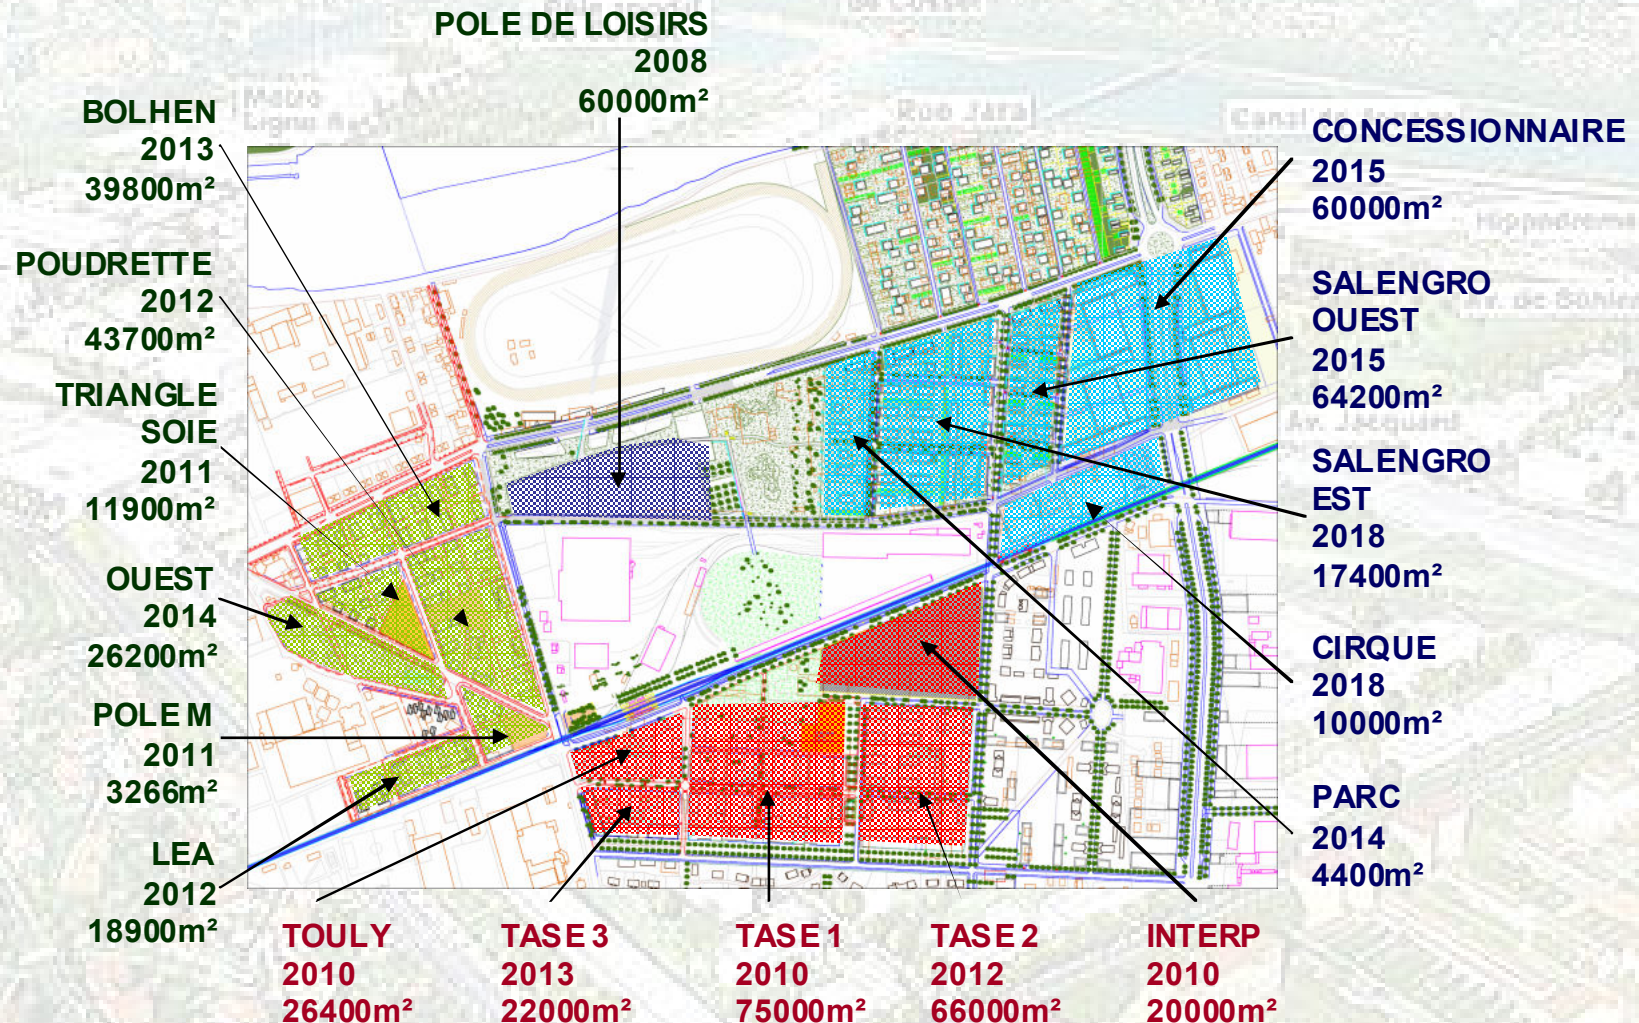 POLE DE LOISIRS
2008
60000m²
BOLHEN
2013
39800m²
POUDRETTE
2012
43700m²
TRIANGLE
SOIE
2011
11900m²
OUEST
2014
26200m²
POLE M
2011
3266m²
LEA
2012
18900m²
TOULY
2010
26400m²
TASE 3
2013
22000m²
TASE 1
2010
75000m²
TASE 2
2012
66000m²
INTERP
2010
20000m²
CONCESSIONNAIRE
2015
60000m²
SALENGRO
OUEST
2015
64200m²
SALENGRO
EST
2018
17400m²
CIRQUE
2018
10000m²
PARC
2014
4400m²
Rue Jara
Hippodrome